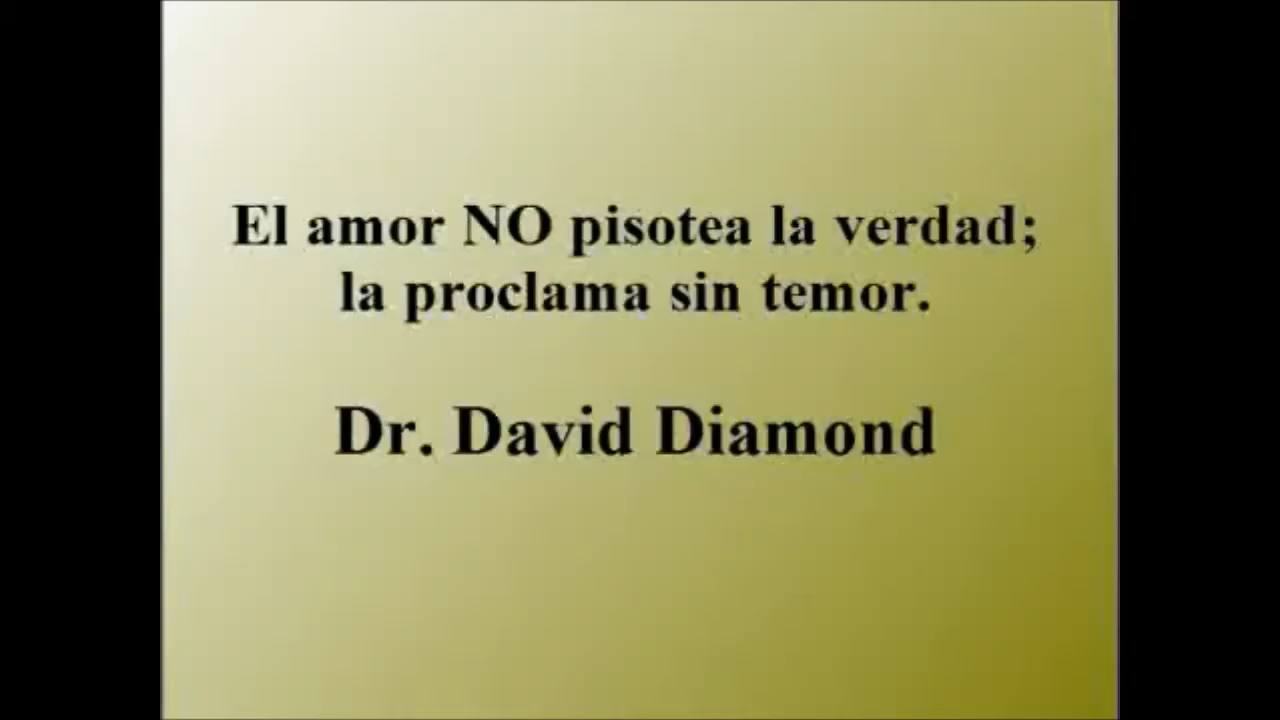 El amor NO pisotea la verdad;
la proclama sin temor.
Dr. David Diamond